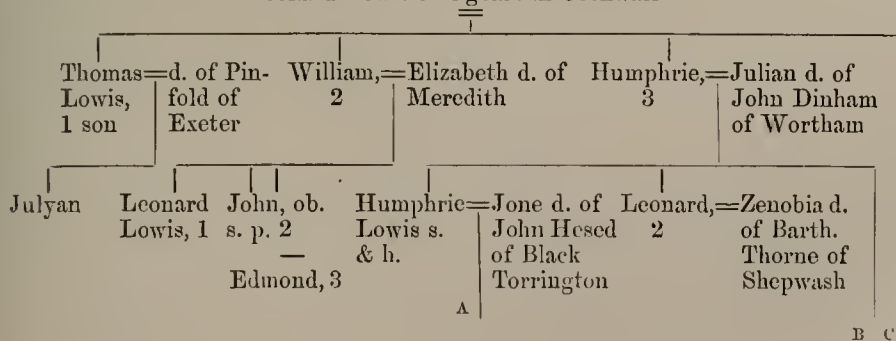 Thomas=d. of Pin- William,=Elizabeth d. of Humphrie,=Julian d. of
Lowis, fold of 2 Meredith 3 John Dinham
1 son Exeter of Wortham
Julyan Leonard John, ob. Humphrie=Jone d. of Leonard,=Zenobia d.
Lowis, 1 s. p. 2 Lowis s. John Hesed 2 of Barth.
— & h. of Black Thorne of
Edmond, 3 Torrington Shepwash
A
B C